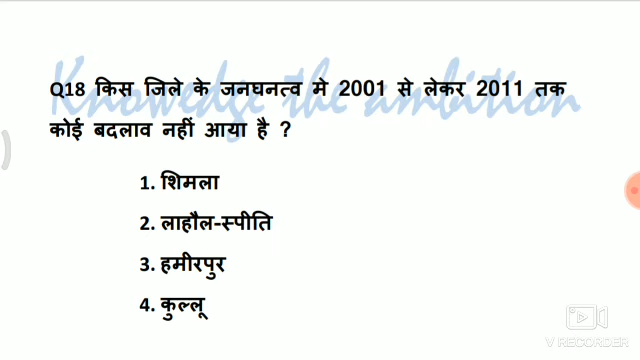 Knowedge the ambition
Q18 किस जिले के जनघनत्व मे 2001 से लेकर 2011 तक
कोई बदलाव नहीं आया है ?
1. शिमला
2. लाहौल-स्पीति
3. हमीरपुर
4. कुल्लू
V RECORDER